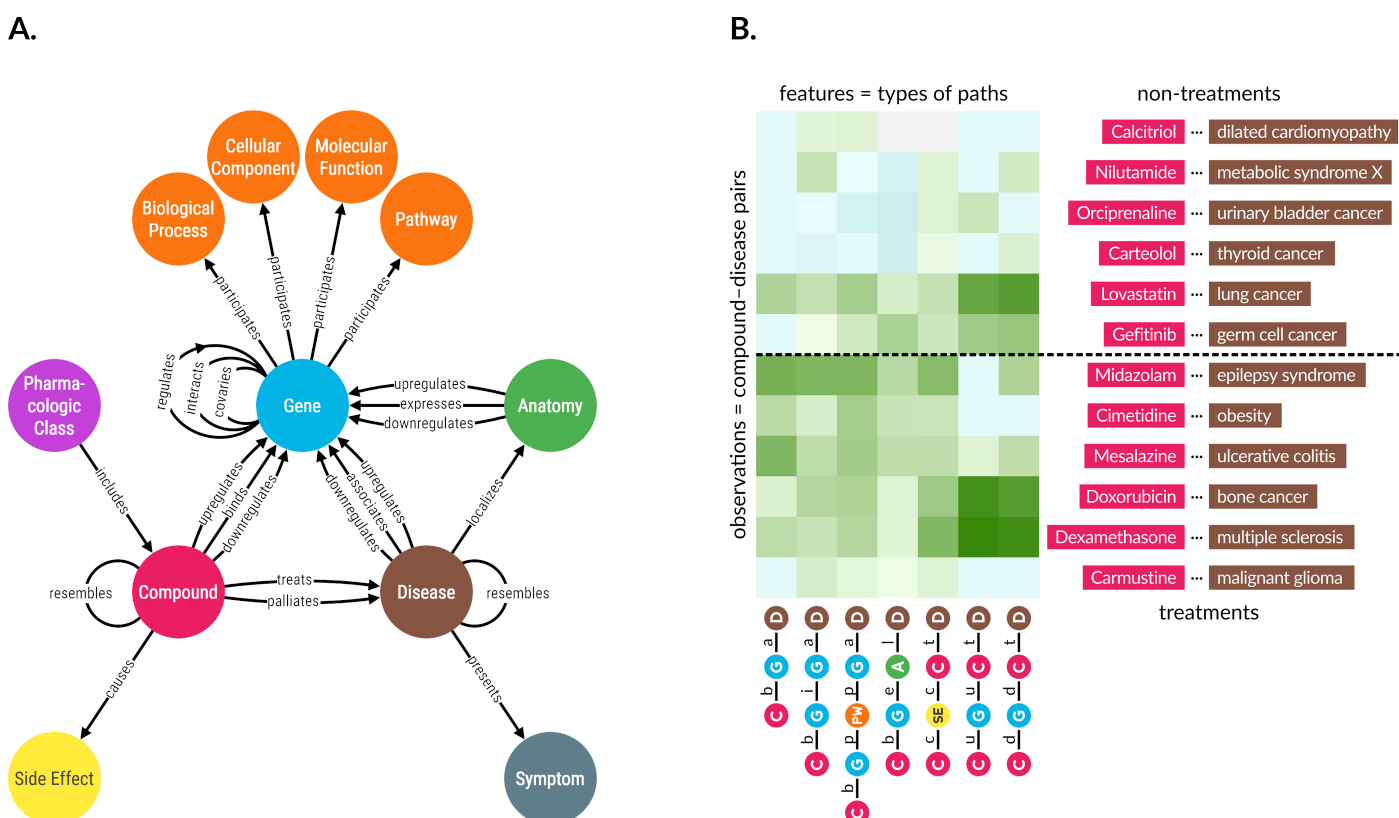 A.
Cellular
Component
Molecular
Function
Biological
Process
Pathway
participates
participates
participates
participates
regulates
interacts
covaries
Pharma-
cologic
Class
Gene
Anatomy
upregulates
expresses
downregulates
includes
upregulates
binds
downregulates
downregulates
associates
upregulates
localizes
resembles
Compound
treats
palliates
Disease
resembles
causes
presents
Side Effect
Symptom
B.
features = types of paths
non-treatments
observations = compound–disease pairs
Calcitriol ··· dilated cardiomyopathy
Nilutamide ··· metabolic syndrome X
Orciprenaline ··· urinary bladder cancer
Carteolol ··· thyroid cancer
Lovastatin ··· lung cancer
Gefitinib ··· germ cell cancer
Midazolam ··· epilepsy syndrome
Cimetidine ··· obesity
Mesalazine ··· ulcerative colitis
Doxorubicin ··· bone cancer
Dexamethasone ··· multiple sclerosis
Carmustine ··· malignant glioma
treatments
C b G a D
C b G i G a D
C b G p PW p G a D
C b G e A l D
C c SE c C t D
C u G u C t D
C d G d C t D